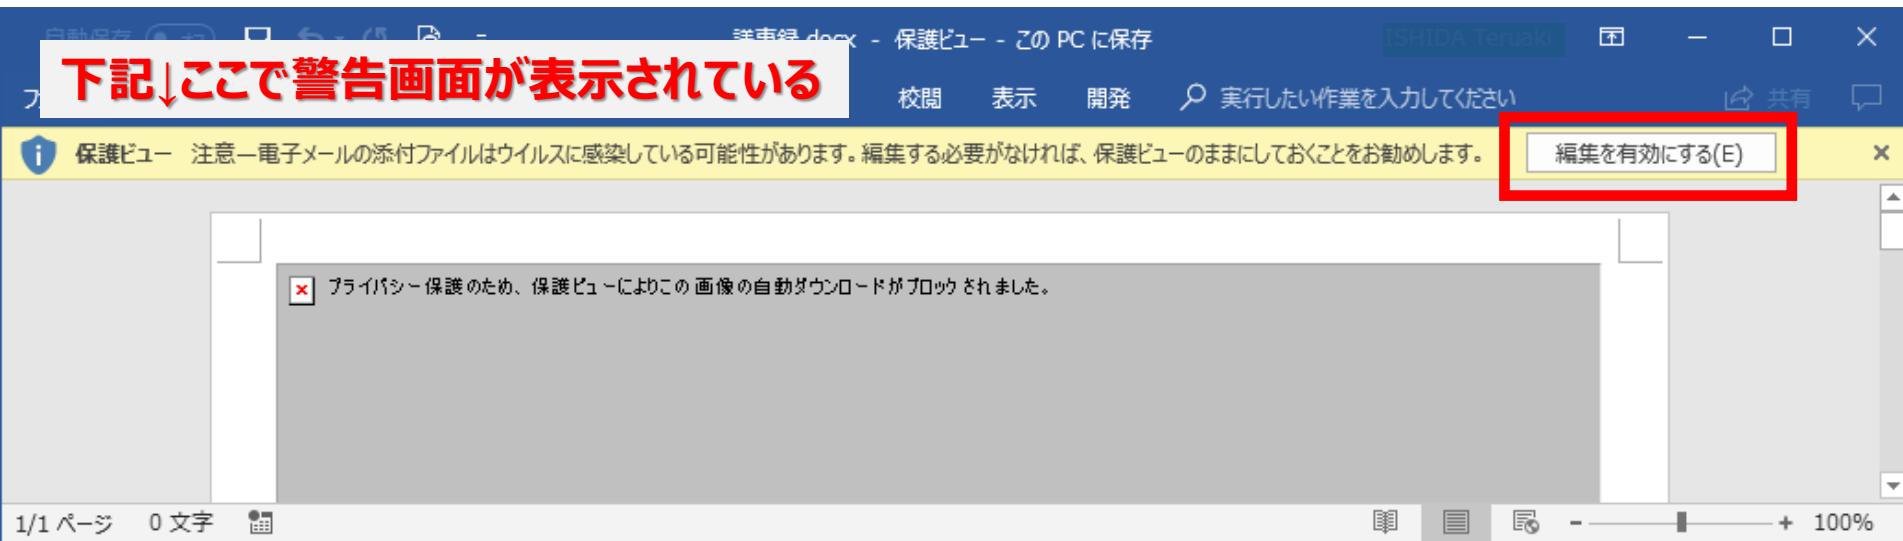 議事録.docx - 保護ビュー - この PC に保存
ISHIDA Teruaki
下記↓ここで警告画面が表示されている
校閲 表示 開発 実行したい作業を入力してください 共有
保護ビュー 注意—電子メールの添付ファイルはウイルスに感染している可能性があります。編集する必要がなければ、保護ビューのままにしておくことをお勧めします。 編集を有効にする(E)
プライバシー保護のため、保護ビューによりこの画像の自動ダウンロードがブロックされました。
1/1 ページ 0 文字 100%